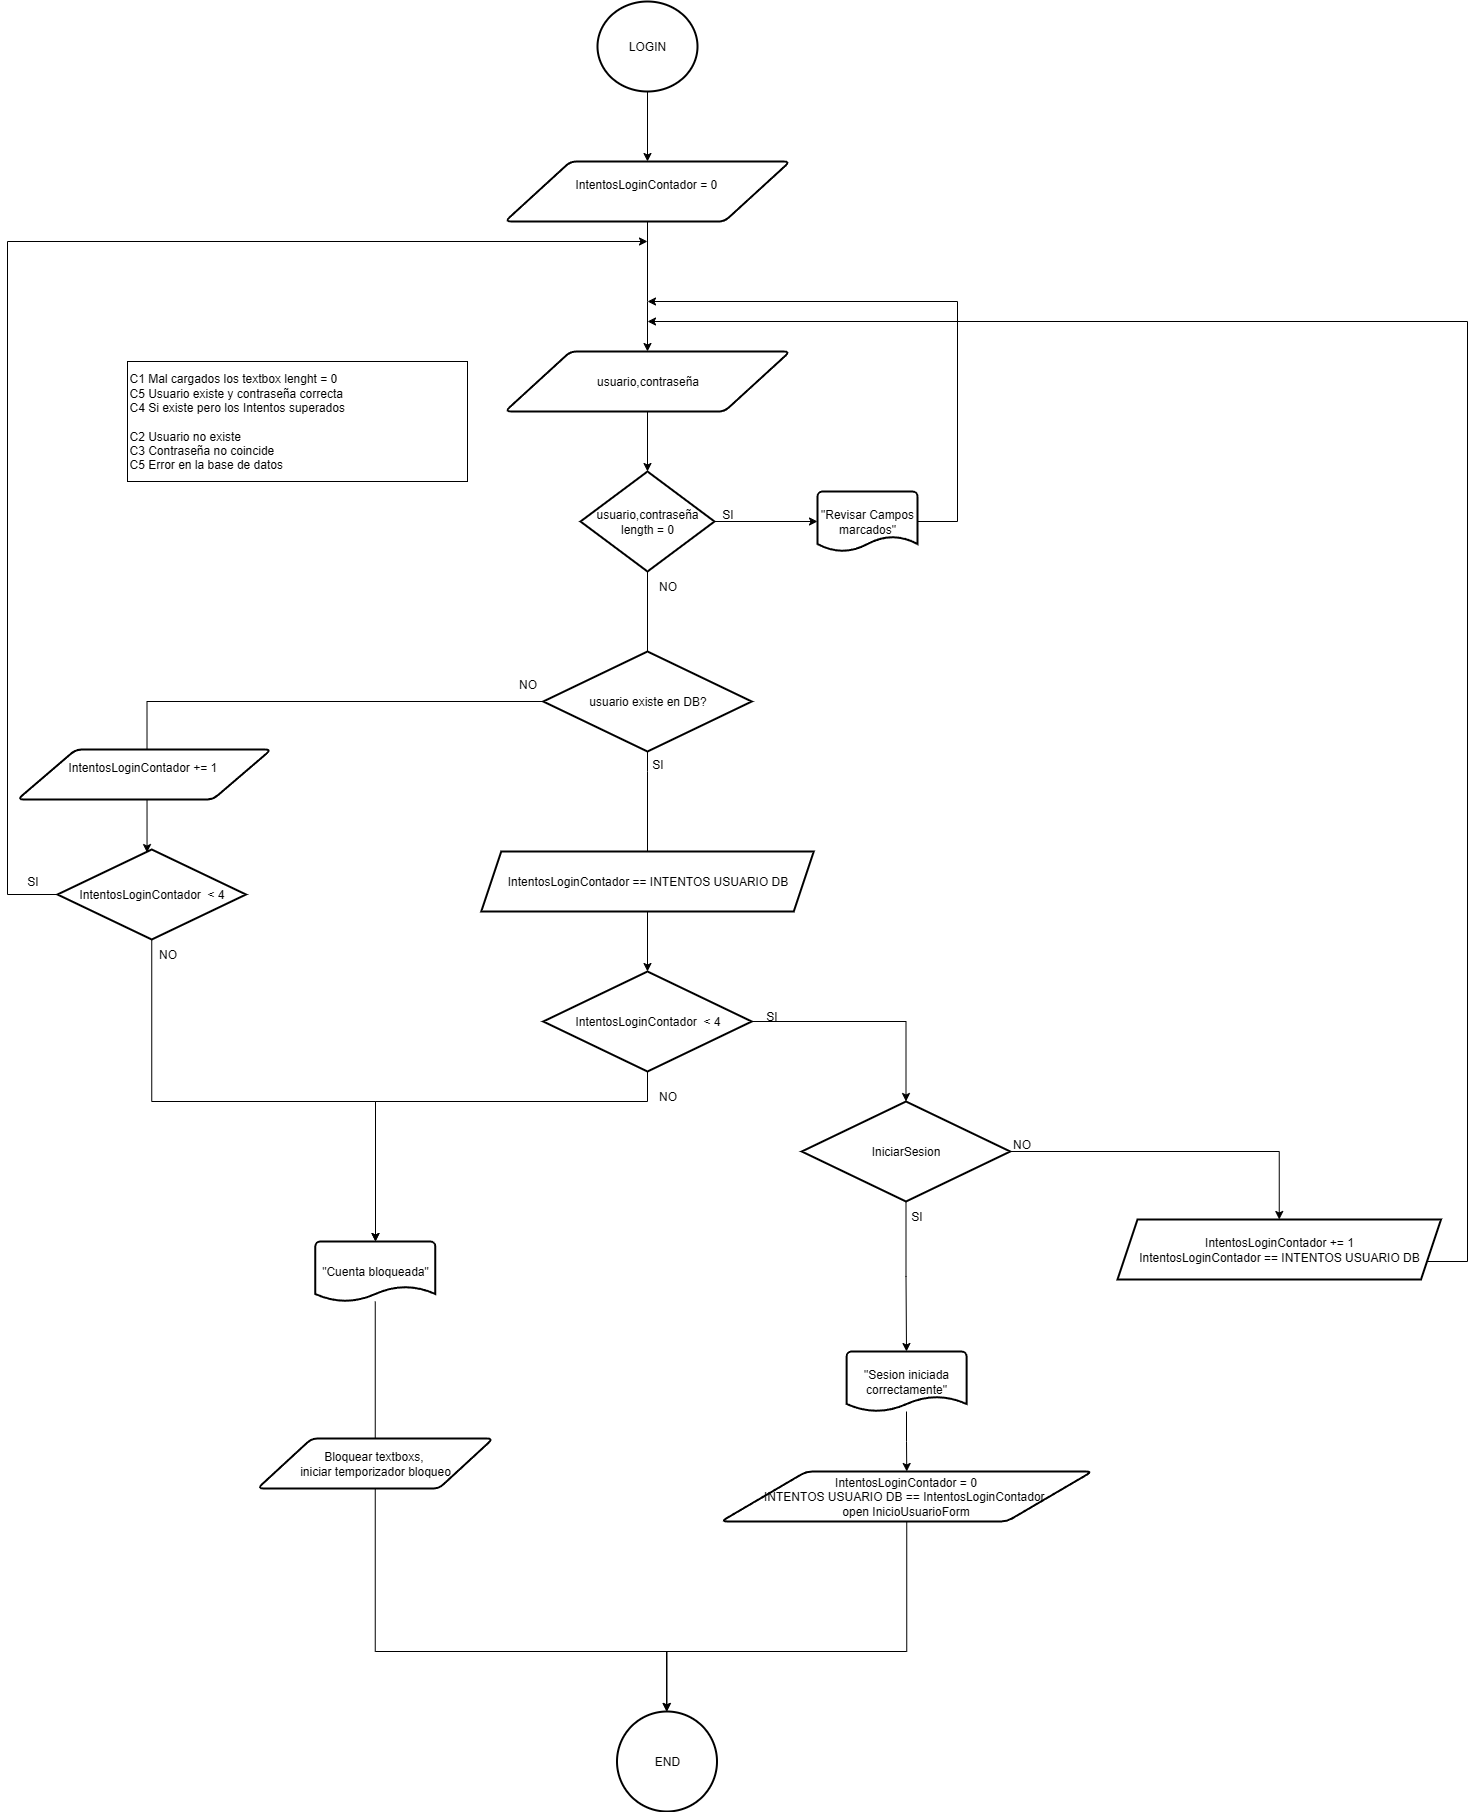 LOGIN
IntentosLoginContador = 0
usuario,contraseña
C1 Mal cargados los textbox lenght = 0
C5 Usuario existe y contraseña correcta
C4 Si existe pero los Intentos superados
C2 Usuario no existe
C3 Contraseña no coincide
C5 Error en la base de datos
usuario,contraseña
length = 0
SI
"Revisar Campos
marcados"
NO
usuario existe en DB?
NO
SI
IntentosLoginContador += 1
IntentosLoginContador < 4
SI
NO
IntentosLoginContador == INTENTOS USUARIO DB
IntentosLoginContador < 4
SI
NO
IniciarSesion
NO
SI
IntentosLoginContador += 1
IntentosLoginContador == INTENTOS USUARIO DB
"Cuenta bloqueada"
"Sesion iniciada
correctamente"
Bloquear textboxs,
iniciar temporizador bloqueo
IntentosLoginContador = 0
INTENTOS USUARIO DB == IntentosLoginContador
open InicioUsuarioForm
END